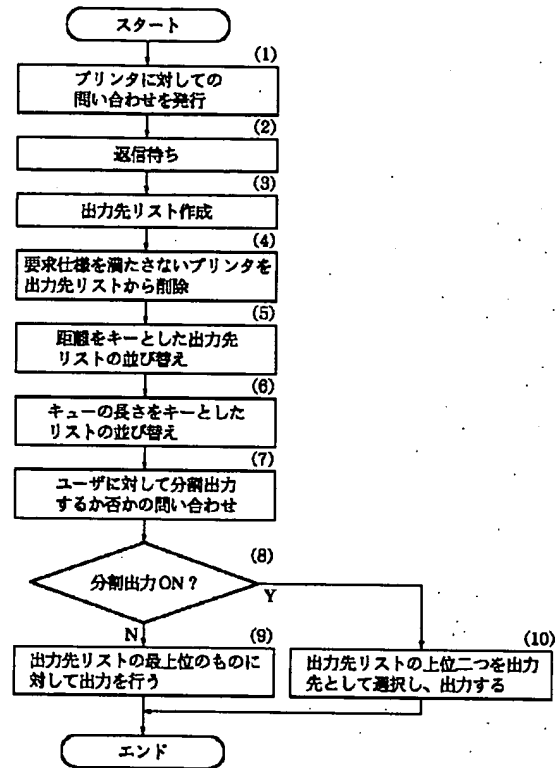 スタート
(1)
プリンタに対しての
問い合わせを発行
(2)
返信待ち
(3)
出力先リスト作成
(4)
要求仕様を満たさないプリンタを
出力先リストから削除
(5)
距離をキーとした出力先
リストの並び替え
(6)
キューの長さをキーとした
リストの並び替え
(7)
ユーザに対して分割出力
するか否かの問い合わせ
(8)
分割出力ON?
Y
N
(9)
出力先リストの最上位のものに
対して出力を行う
(10)
出力先リストの上位二つを出力
先として選択し、出力する
エンド